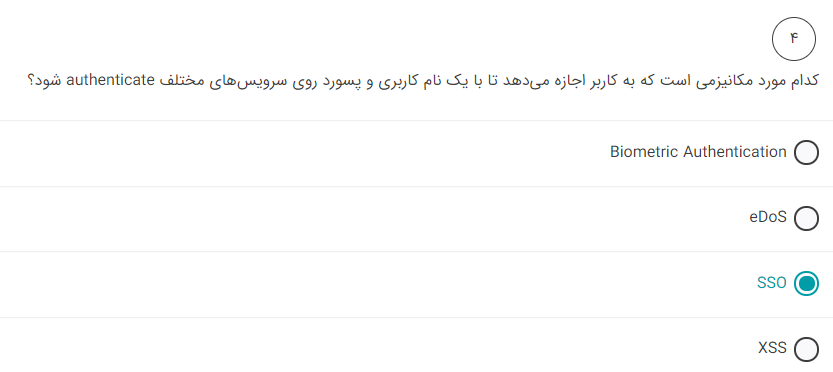 ۴
کدام مورد مکانیزمی است که به کاربر اجازه می‌دهد تا با یک نام کاربری و پسورد روی سرویس‌های مختلف authenticate شود؟
Biometric Authentication
eDoS
SSO
XSS